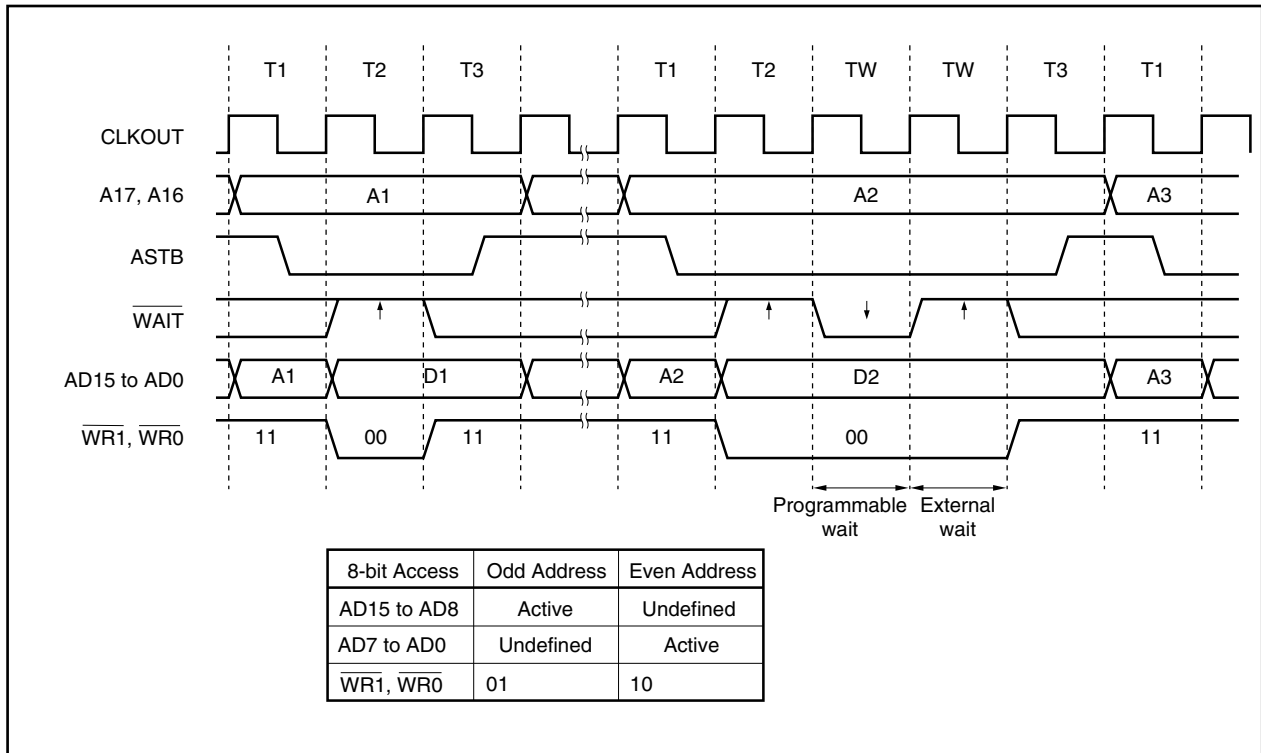 T1 T2 T3 T1 T2 TW TW T3 T1
CLKOUT
A17, A16 A1 A2 A3
ASTB
WAIT
AD15 to AD0 A1 D1 A2 D2 A3
WR1, WR0 11 00 11 11 00 11
Programmable wait
External wait
8-bit Access Odd Address Even Address
AD15 to AD8 Active Undefined
AD7 to AD0 Undefined Active
WR1, WR0 01 10